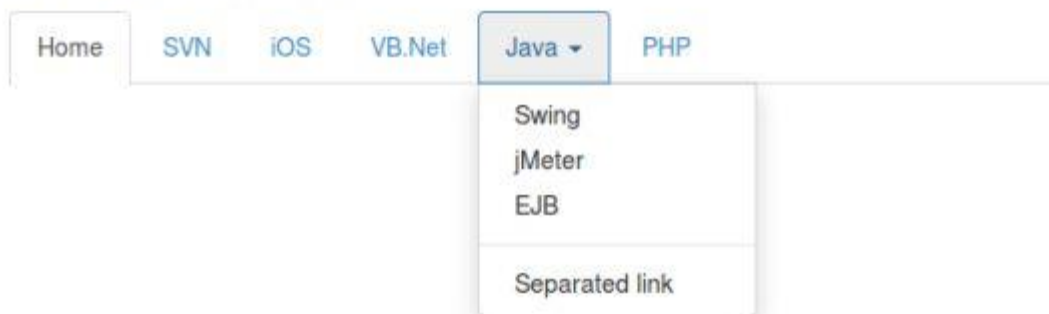 Home SVN iOS VB.Net Java PHP
Swing
jMeter
EJB
Separated link